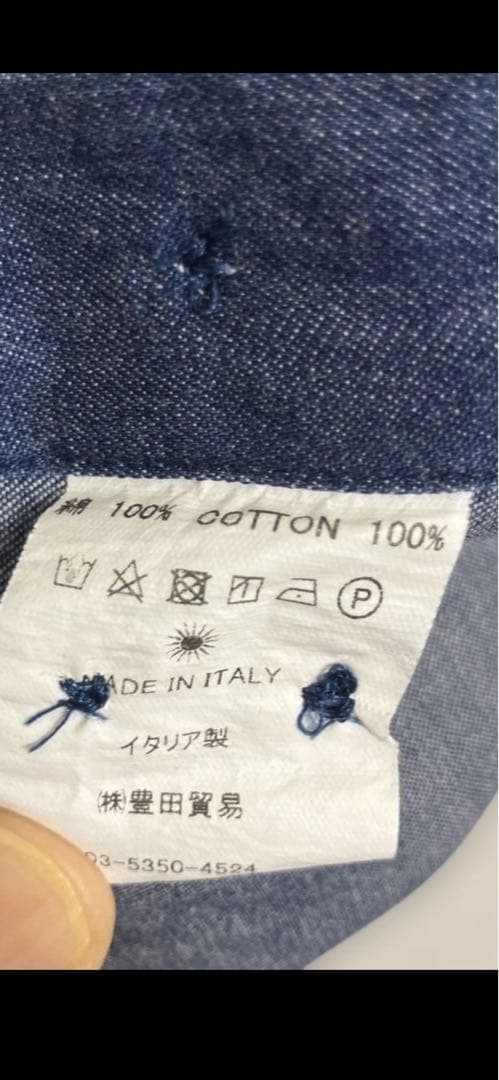 綿 100% COTTON 100%
P
MADE IN ITALY
イタリア製
㈱豊田貿易
03-5350-4524